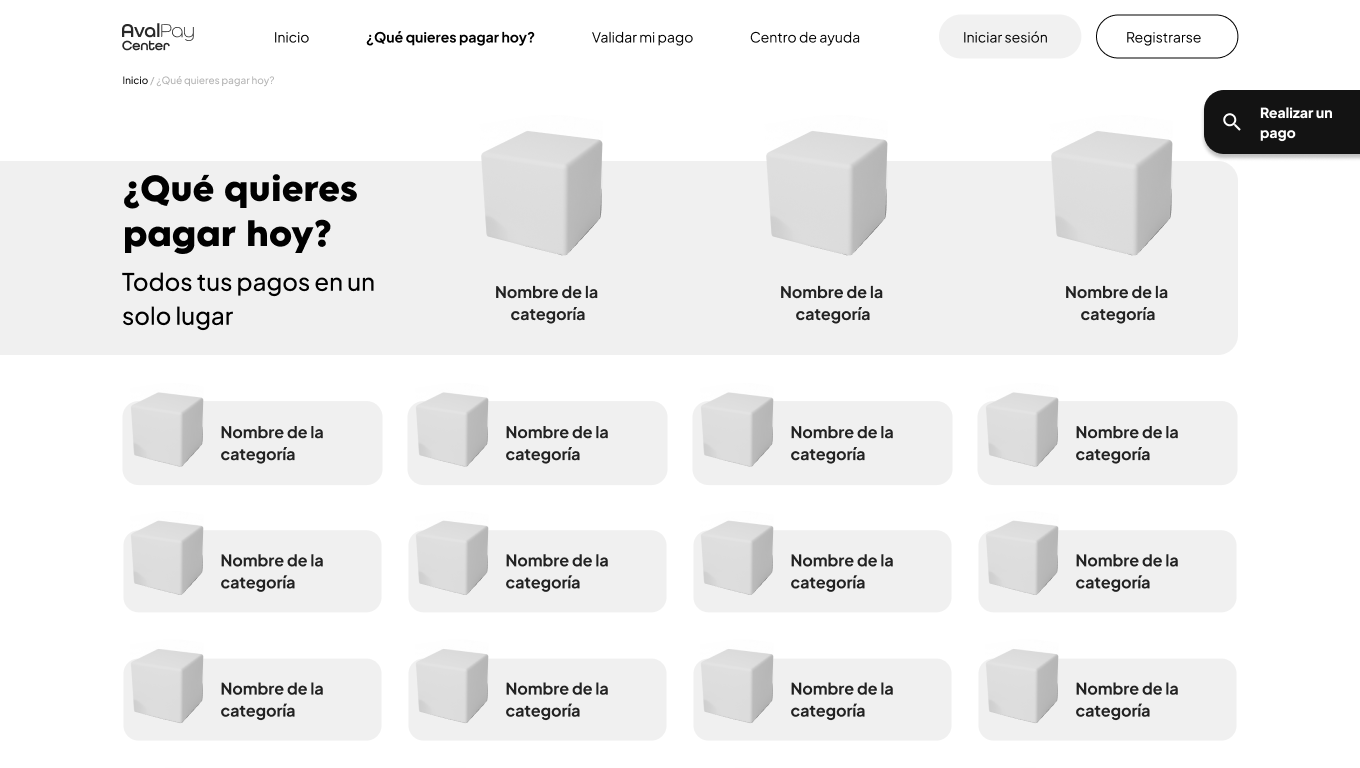 AvalPay
Center
Inicio
¿Qué quieres pagar hoy?
Validar mi pago
Centro de ayuda
Iniciar sesión
Registrarse
Inicio / ¿Qué quieres pagar hoy?
Realizar un
pago
¿Qué quieres
pagar hoy?
Todos tus pagos en un
solo lugar
Nombre de la
categoría
Nombre de la
categoría
Nombre de la
categoría
Nombre de la
categoría
Nombre de la
categoría
Nombre de la
categoría
Nombre de la
categoría
Nombre de la
categoría
Nombre de la
categoría
Nombre de la
categoría
Nombre de la
categoría
Nombre de la
categoría
Nombre de la
categoría
Nombre de la
categoría
Nombre de la
categoría